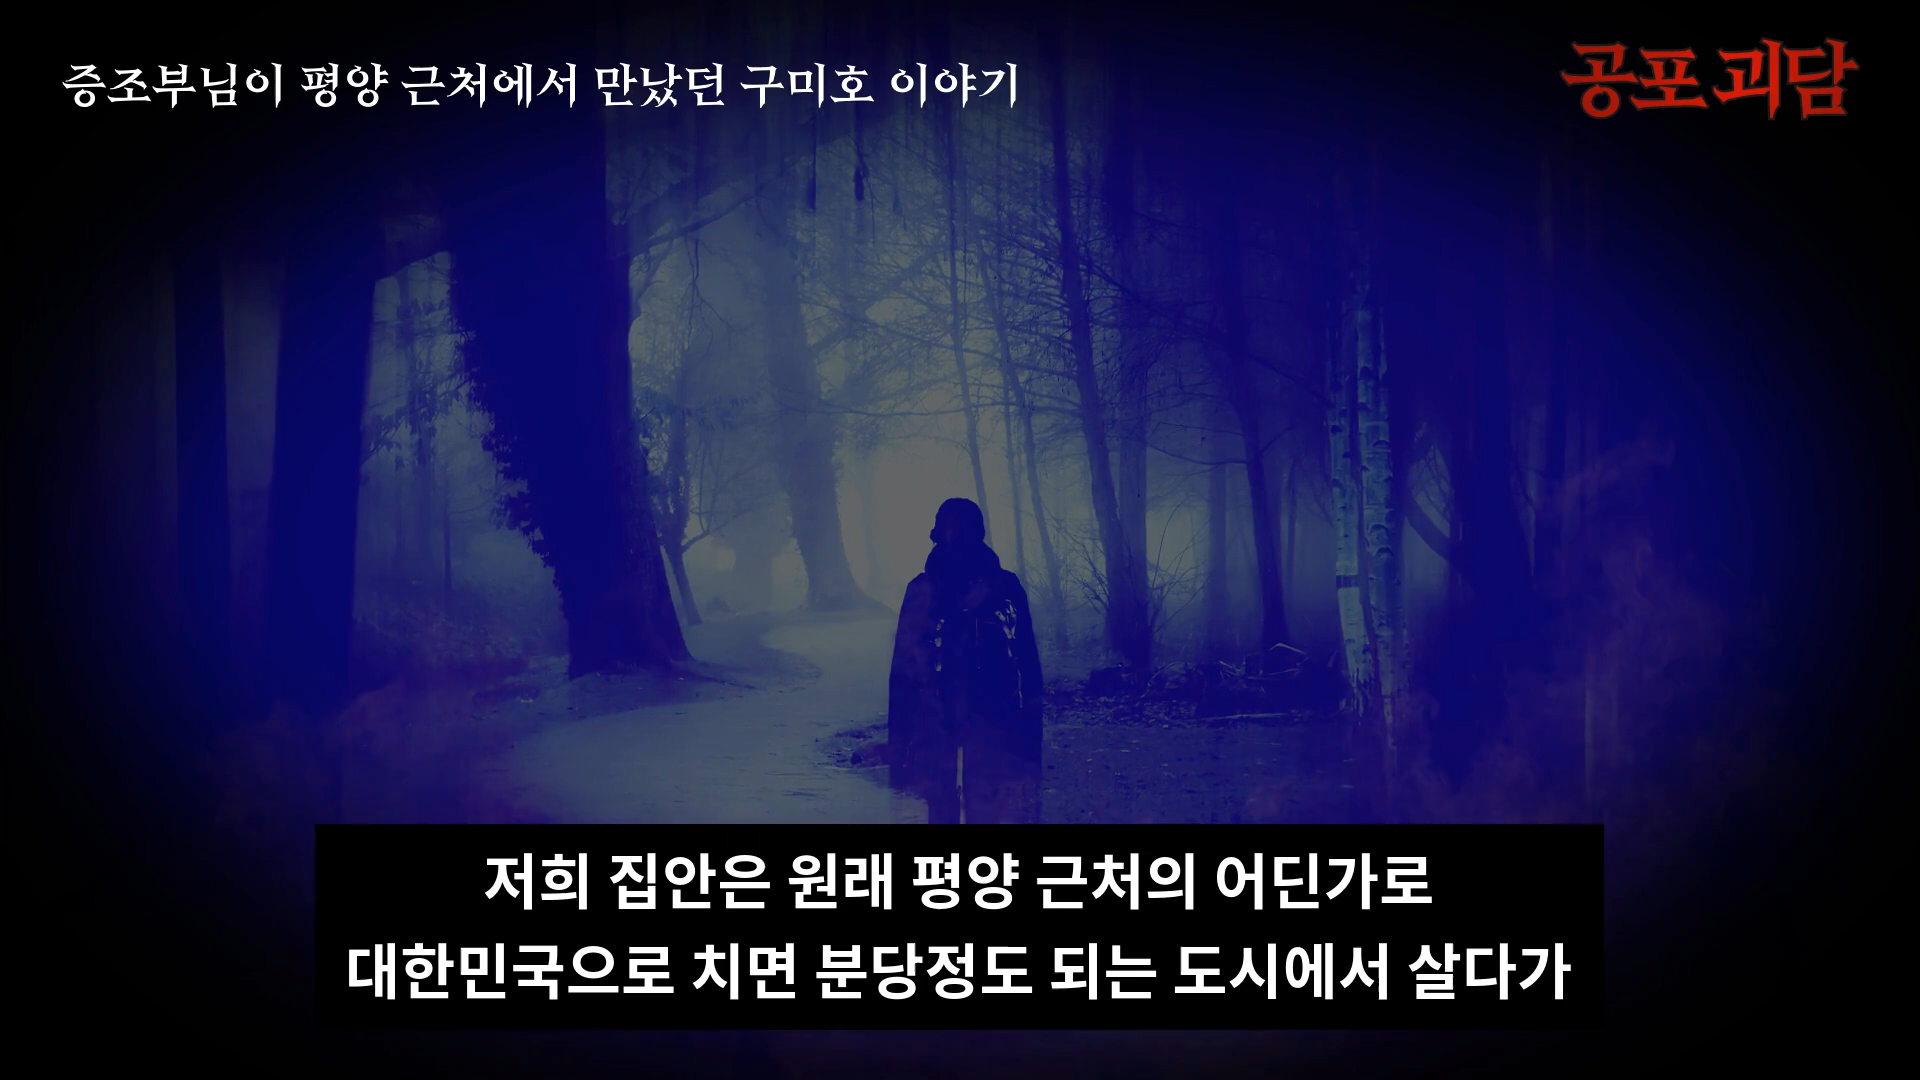 증조부님이 평양 근처에서 만났던 구미호 이야기
공포 괴담
저희 집안은 원래 평양 근처의 어딘가로
대한민국으로 치면 분당정도 되는 도시에서 살다가